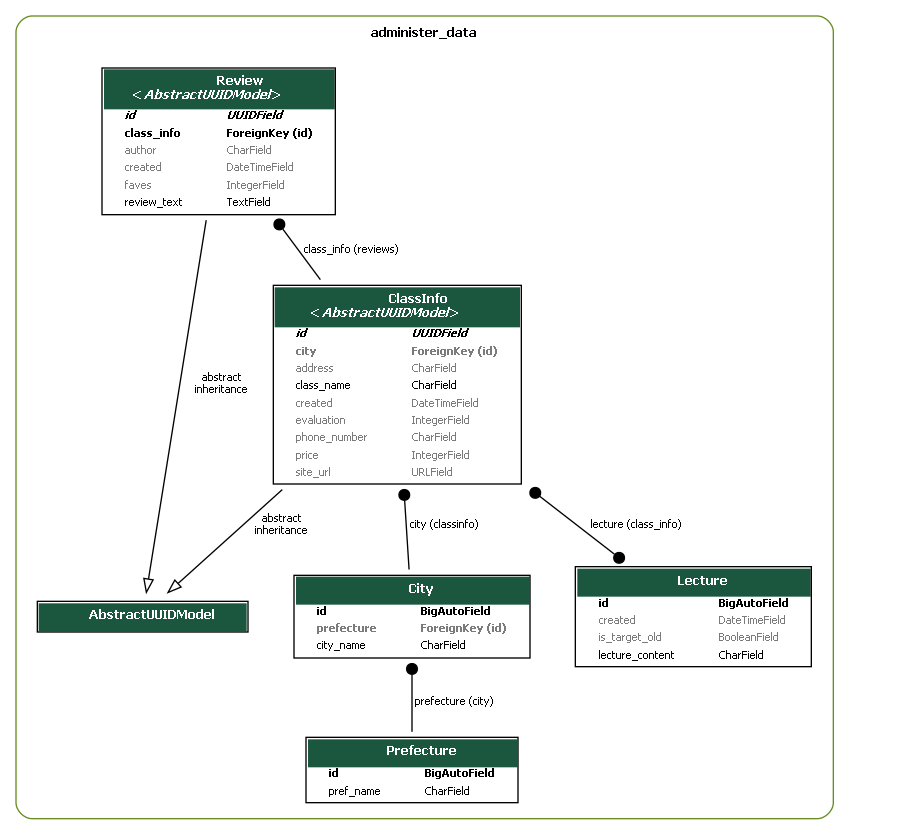 administer_data
Review
<AbstractUUIDModel>
id UUIDField
class_info ForeignKey (id)
author CharField
created DateTimeField
faves IntegerField
review_text TextField
class_info (reviews)
ClassInfo
<AbstractUUIDModel>
id UUIDField
city ForeignKey (id)
address CharField
class_name CharField
created DateTimeField
evaluation IntegerField
phone_number CharField
price IntegerField
site_url URLField
abstract
inheritance
abstract
inheritance
city (classinfo)
lecture (class_info)
AbstractUUIDModel
City
id BigAutoField
prefecture ForeignKey (id)
city_name CharField
Lecture
id BigAutoField
created DateTimeField
is_target_old BooleanField
lecture_content CharField
prefecture (city)
Prefecture
id BigAutoField
pref_name CharField